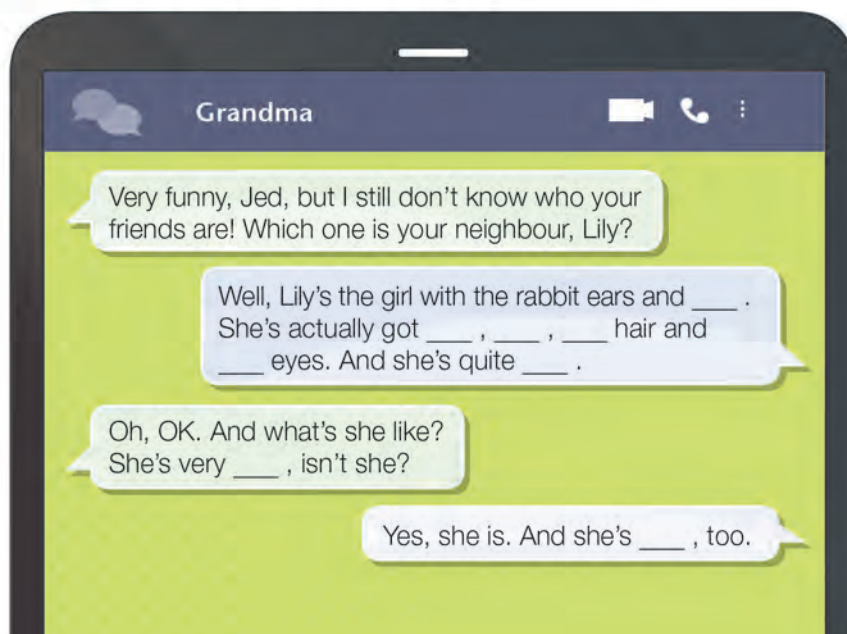 Grandma
Very funny, Jed, but I still don't know who your
friends are! Which one is your neighbour, Lily?
Well, Lily's the girl with the rabbit ears and ___ .
She's actually got ___ , ___ , ___ hair and
___ eyes. And she's quite ___ .
Oh, OK. And what's she like?
She's very ___ , isn't she?
Yes, she is. And she's ___ , too.